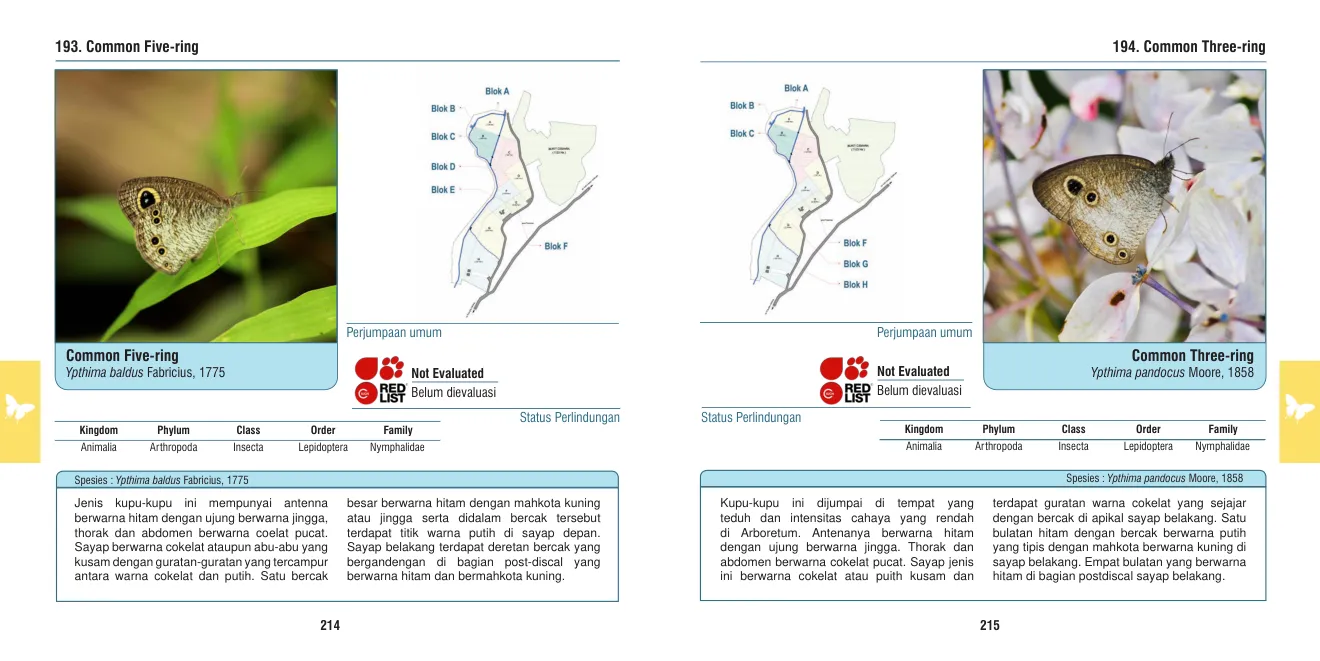 193. Common Five-ring
Blok A
Blok B
Blok C
Blok D
Blok E
Blok F
Perjumpaan umum
Common Five-ring
Ypthima baldus Fabricius, 1775
RED LIST
Not Evaluated
Belum dievaluasi
Status Perlindungan
Kingdom Phylum Class Order Family
Animalia Arthropoda Insecta Lepidoptera Nymphalidae
Spesies : Ypthima baldus Fabricius, 1775
Jenis kupu-kupu ini mempunyai antenna
berwarna hitam dengan ujung berwarna jingga,
thorak dan abdomen berwarna coelat pucat.
Sayap berwarna cokelat ataupun abu-abu yang
kusam dengan guratan-guratan yang tercampur
antara warna cokelat dan putih. Satu bercak
besar berwarna hitam dengan mahkota kuning
atau jingga serta didalam bercak tersebut
terdapat titik warna putih di sayap depan.
Sayap belakang terdapat deretan bercak yang
bergandengan di bagian post-discal yang
berwarna hitam dan bermahkota kuning.
214
194. Common Three-ring
Blok A
Blok B
Blok C
Blok F
Blok G
Blok H
Perjumpaan umum
Common Three-ring
Ypthima pandocus Moore, 1858
RED LIST
Not Evaluated
Belum dievaluasi
Status Perlindungan
Kingdom Phylum Class Order Family
Animalia Arthropoda Insecta Lepidoptera Nymphalidae
Spesies : Ypthima pandocus Moore, 1858
Kupu-kupu ini dijumpai di tempat yang
teduh dan intensitas cahaya yang rendah
di Arboretum. Antenanya berwarna hitam
dengan ujung berwarna jingga. Thorak dan
abdomen berwarna cokelat pucat. Sayap jenis
ini berwarna cokelat atau puith kusam dan
terdapat guratan warna cokelat yang sejajar
dengan bercak di apikal sayap belakang. Satu
bulatan hitam dengan bercak berwarna putih
yang tipis dengan mahkota berwarna kuning di
sayap belakang. Empat bulatan yang berwarna
hitam di bagian postdiscal sayap belakang.
215